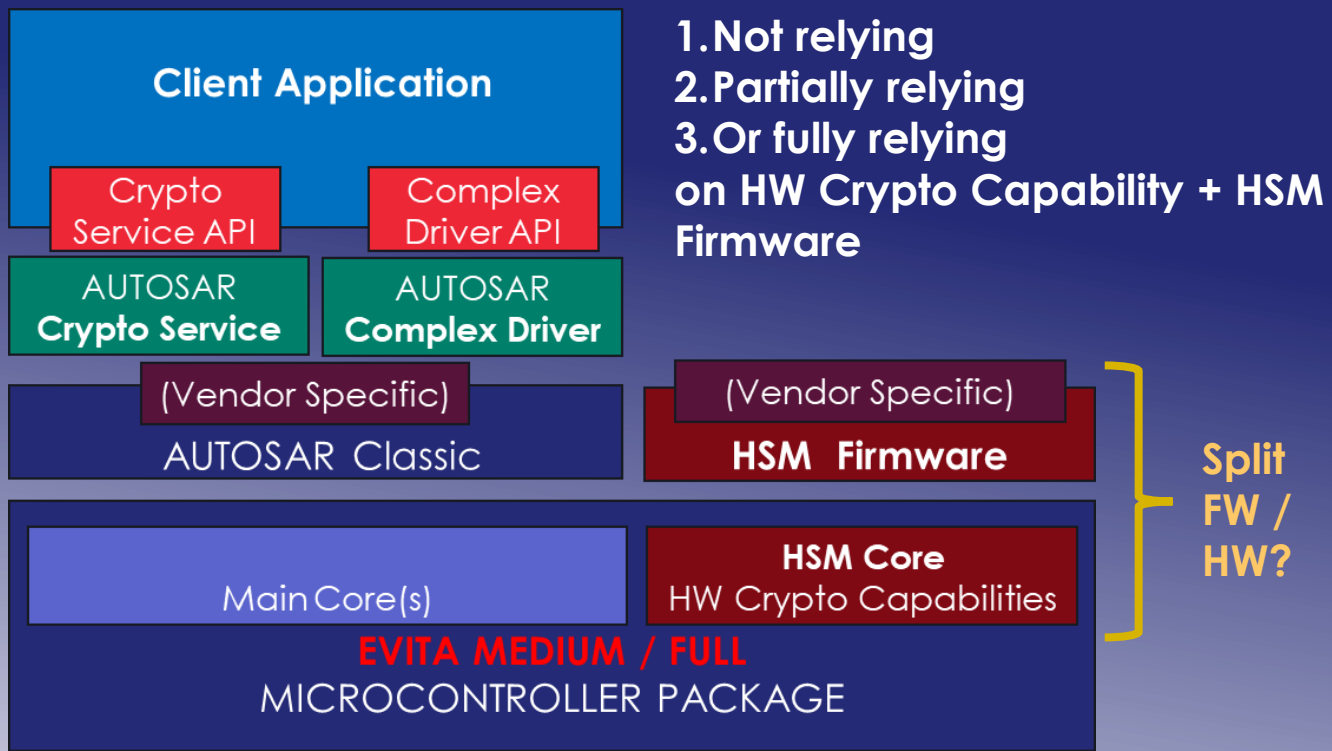 Client Application
Crypto
Service API
Complex
Driver API
AUTOSAR
Crypto Service
AUTOSAR
Complex Driver
(Vendor Specific)
AUTOSAR Classic
(Vendor Specific)
HSM Firmware
Main Core(s)
HSM Core
HW Crypto Capabilities
EVITA MEDIUM / FULL
MICROCONTROLLER PACKAGE
1.Not relying
2.Partially relying
3.Or fully relying
on HW Crypto Capability + HSM
Firmware
Split
FW /
HW?